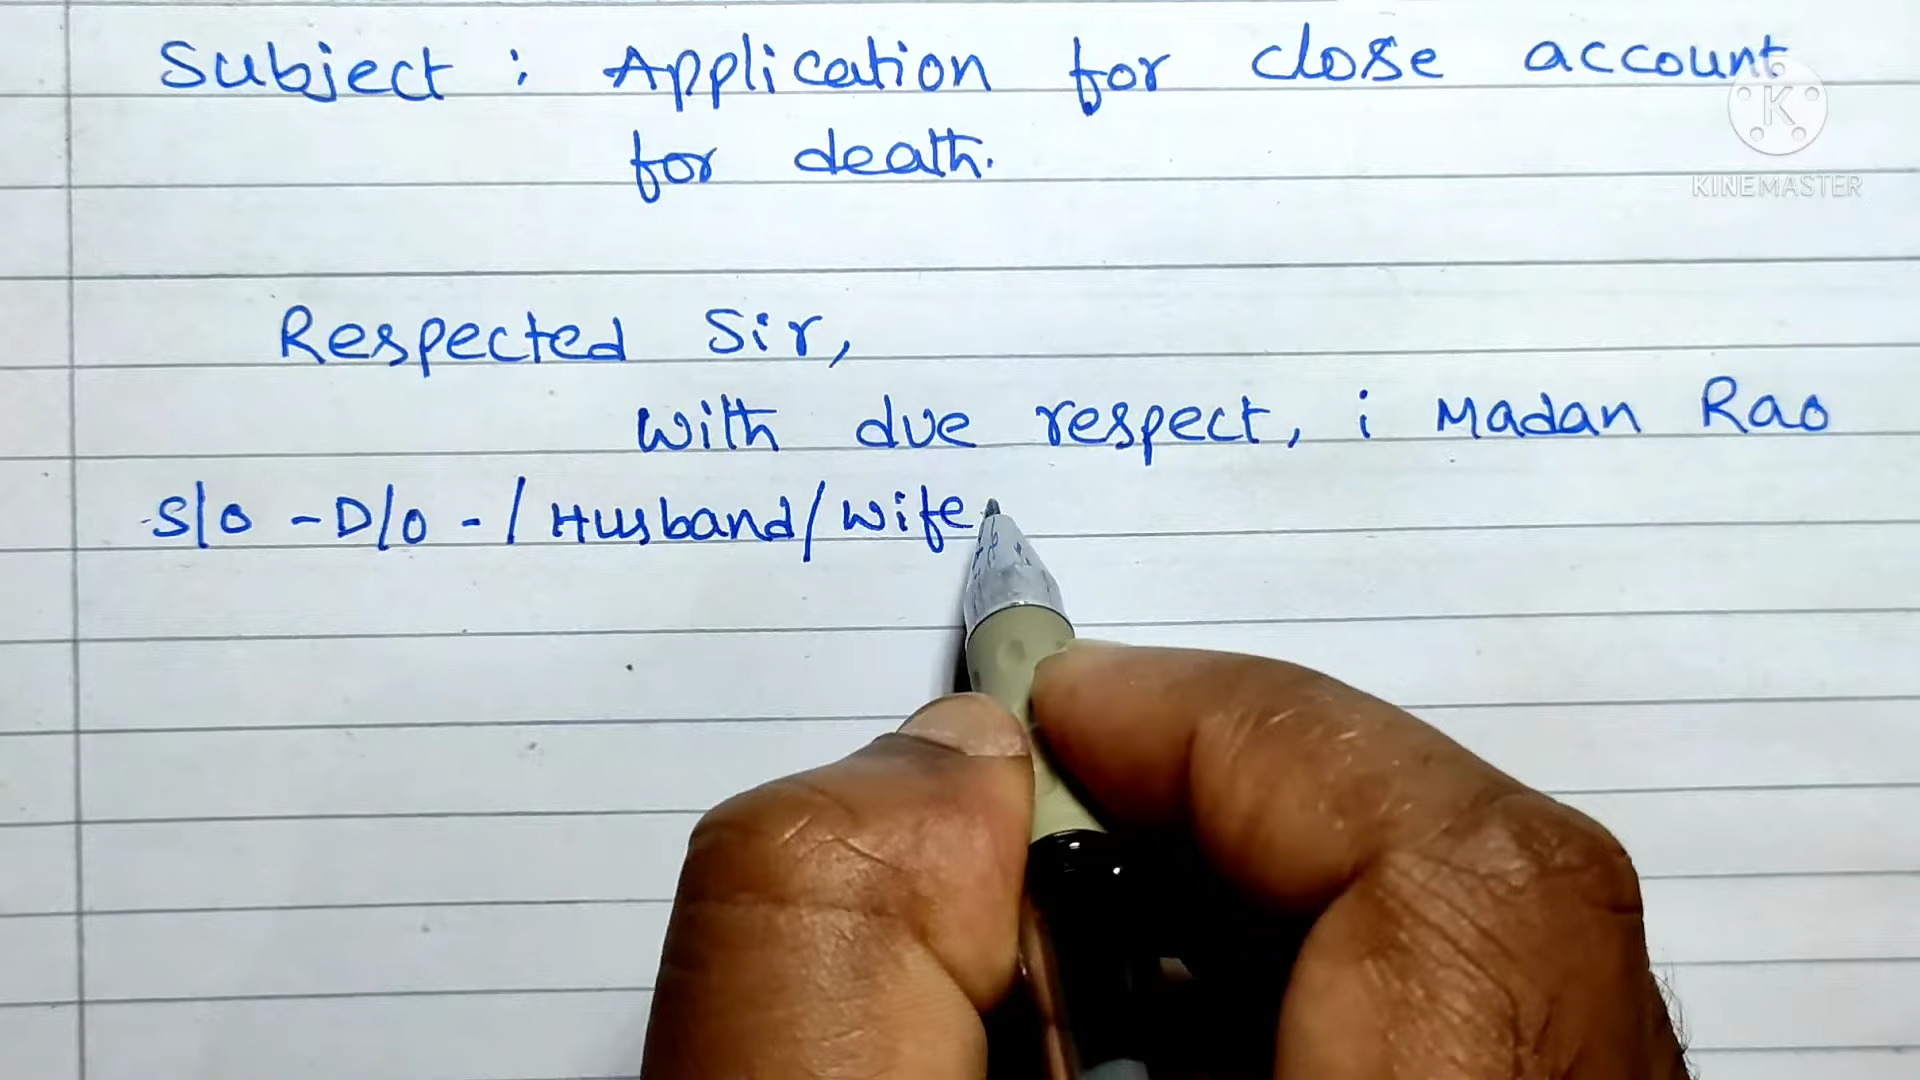 Subject : Application for close account
for death.
K
KINEMASTER
Respected Sir,
With due respect, i Madan Rao
S/o - D/o - / Husband/Wife